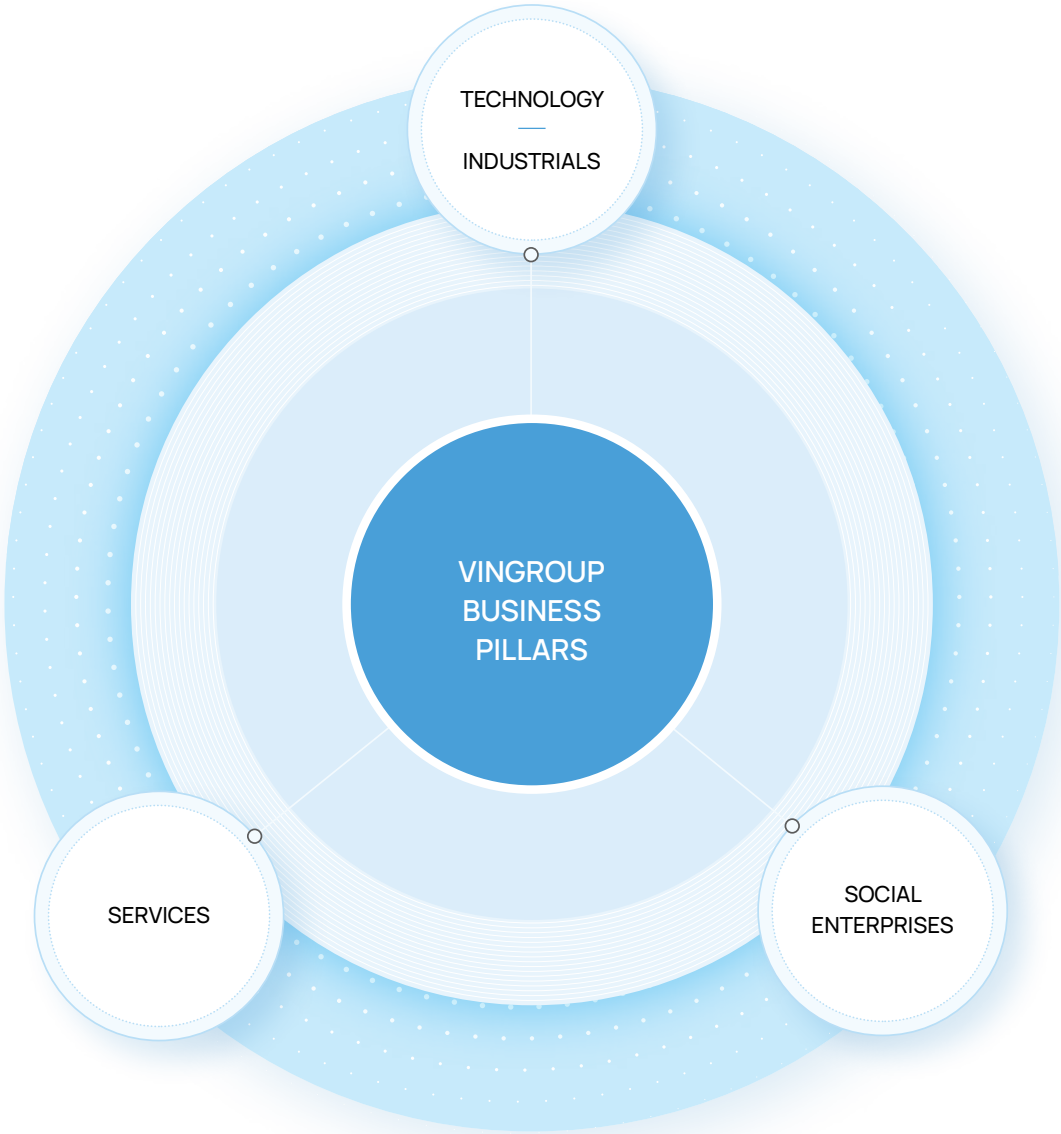 TECHNOLOGY
INDUSTRIALS
VINGROUP
BUSINESS
PILLARS
SERVICES
SOCIAL
ENTERPRISES